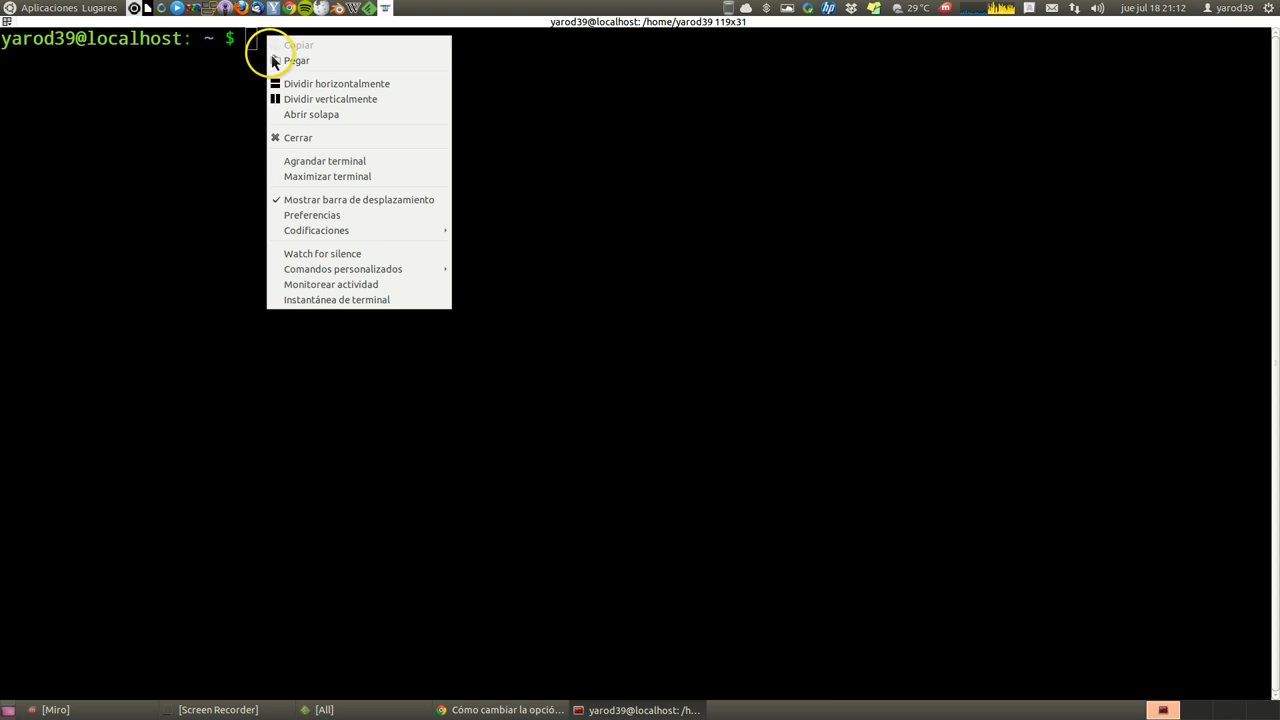 Aplicaciones Lugares
29 °C
jue jul 18 21:12
yarod39
yarod39@localhost: /home/yarod39 119x31
yarod39@localhost: ~ $
Copiar
Pegar
Dividir horizontalmente
Dividir verticalmente
Abrir solapa
Cerrar
Agrandar terminal
Maximizar terminal
Mostrar barra de desplazamiento
Preferencias
Codificaciones
Watch for silence
Comandos personalizados
Monitorear actividad
Instantánea de terminal
[Miro]
[Screen Recorder]
[All]
Cómo cambiar la opció...
yarod39@localhost: /h...